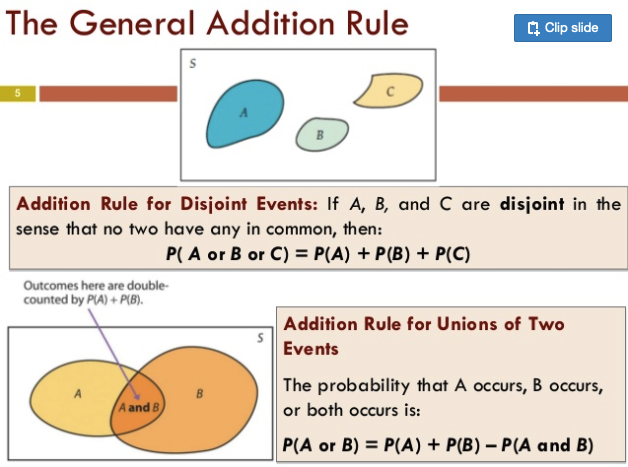 The General Addition Rule
Clip slide
5
S
A
B
C
Addition Rule for Disjoint Events: If A, B, and C are disjoint in the
sense that no two have any in common, then:
P( A or B or C) = P(A) + P(B) + P(C)
Outcomes here are double-
counted by P(A) + P(B).
S
A
A and B
B
Addition Rule for Unions of Two
Events
The probability that A occurs, B occurs,
or both occurs is:
P(A or B) = P(A) + P(B) – P(A and B)